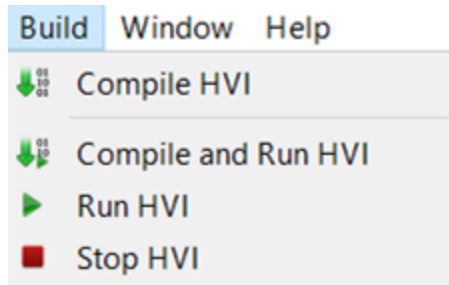 Build Window Help
Compile HVI
Compile and Run HVI
Run HVI
Stop HVI